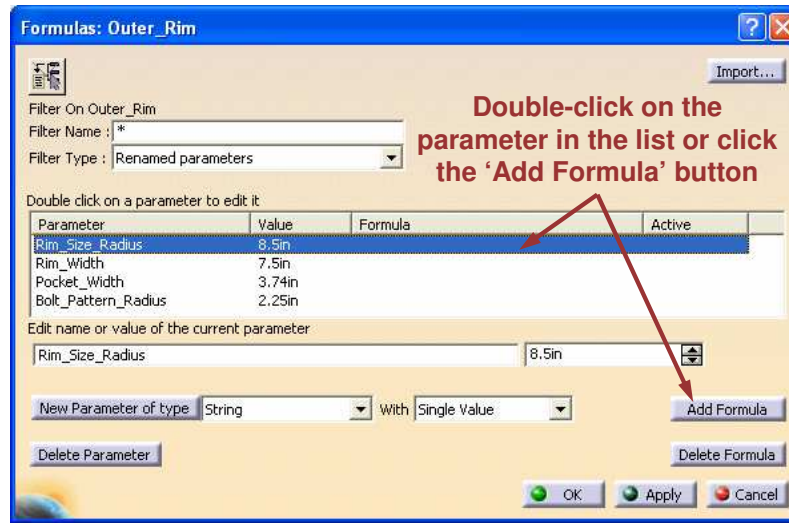 Formulas: Outer_Rim
Import...
Filter On Outer_Rim
Filter Name : *
Filter Type : Renamed parameters
Double-click on the
parameter in the list or click
the ‘Add Formula’ button
Double click on a parameter to edit it
Parameter Value Formula Active
Rim_Size_Radius 8.5in
Rim_Width 7.5in
Pocket_Width 3.74in
Bolt_Pattern_Radius 2.25in
Edit name or value of the current parameter
Rim_Size_Radius 8.5in
New Parameter of type String With Single Value Add Formula
Delete Parameter Delete Formula
OK Apply Cancel